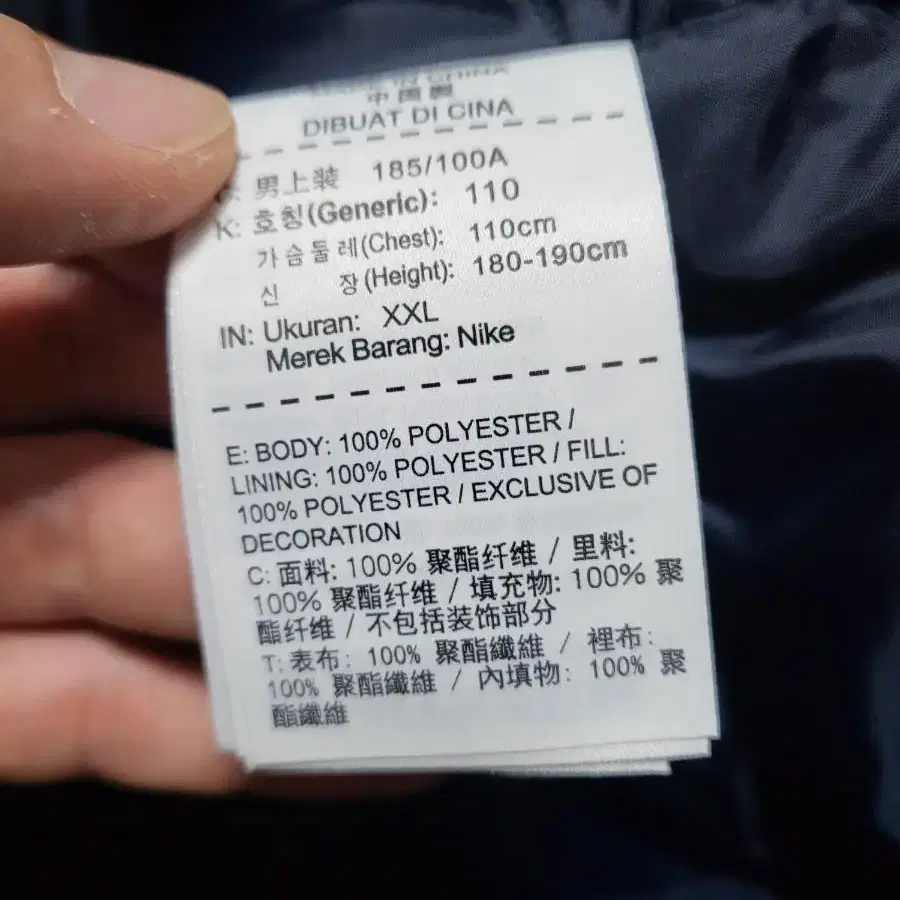 MADE IN CHINA
中國製
DIBUAT DI CINA
C: 男上装 185/100A
K: 호칭(Generic): 110
가슴둘레(Chest): 110cm
신 장(Height): 180-190cm
IN: Ukuran: XXL
Merek Barang: Nike
E: BODY: 100% POLYESTER /
LINING: 100% POLYESTER / FILL:
100% POLYESTER / EXCLUSIVE OF
DECORATION
C: 面料: 100% 聚酯纤维 / 里料:
100% 聚酯纤维 / 填充物: 100% 聚
酯纤维 / 不包括装饰部分
T: 表布: 100% 聚酯纖維 / 裡布:
100% 聚酯纖維 / 內填物: 100% 聚
酯纖維